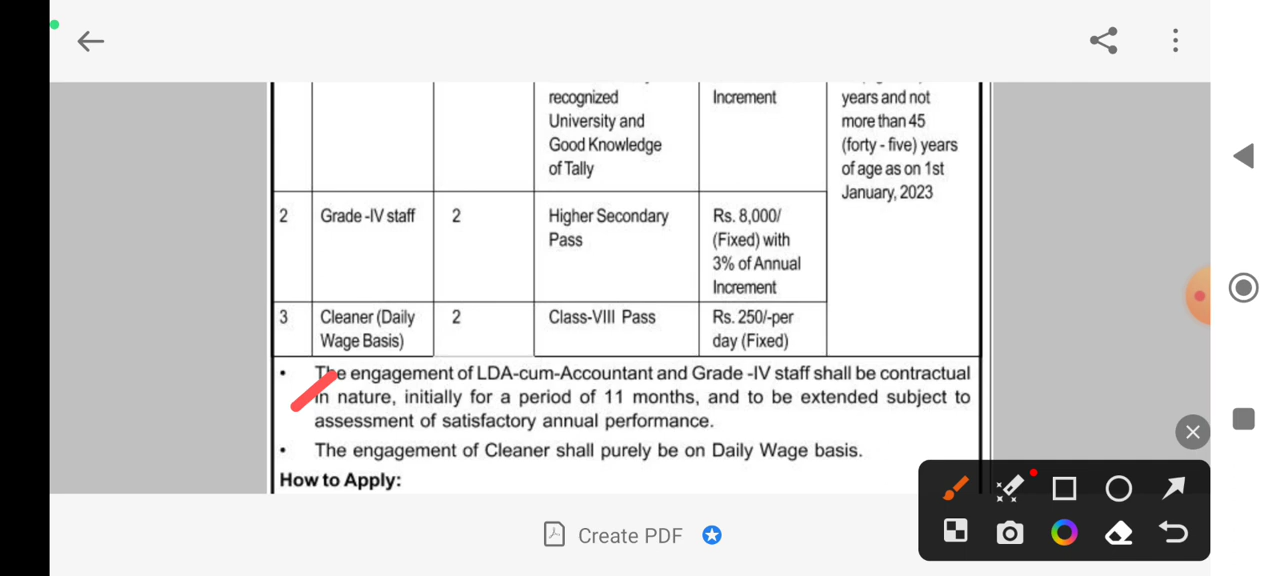 recognized
University and
Good Knowledge
of Tally
Increment
years and not
more than 45
(forty - five) years
of age as on 1st
January, 2023
2 Grade -IV staff 2 Higher Secondary
Pass
Rs. 8,000/
(Fixed) with
3% of Annual
Increment
3 Cleaner (Daily
Wage Basis)
2 Class-VIII Pass Rs. 250/-per
day (Fixed)
• The engagement of LDA-cum-Accountant and Grade -IV staff shall be contractual
in nature, initially for a period of 11 months, and to be extended subject to
assessment of satisfactory annual performance.
• The engagement of Cleaner shall purely be on Daily Wage basis.
How to Apply:
Create PDF